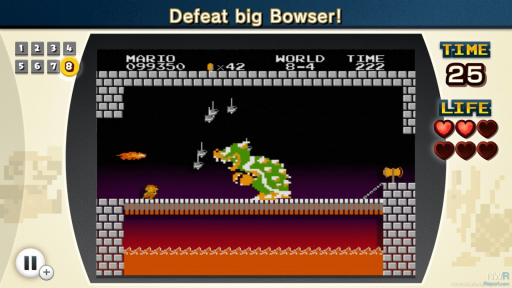 Defeat big Bowser!
1 2 3 4
5 6 7 8
MARIO WORLD TIME
099350 ×42 8-4 222
TIME
25
LIFE
NWR